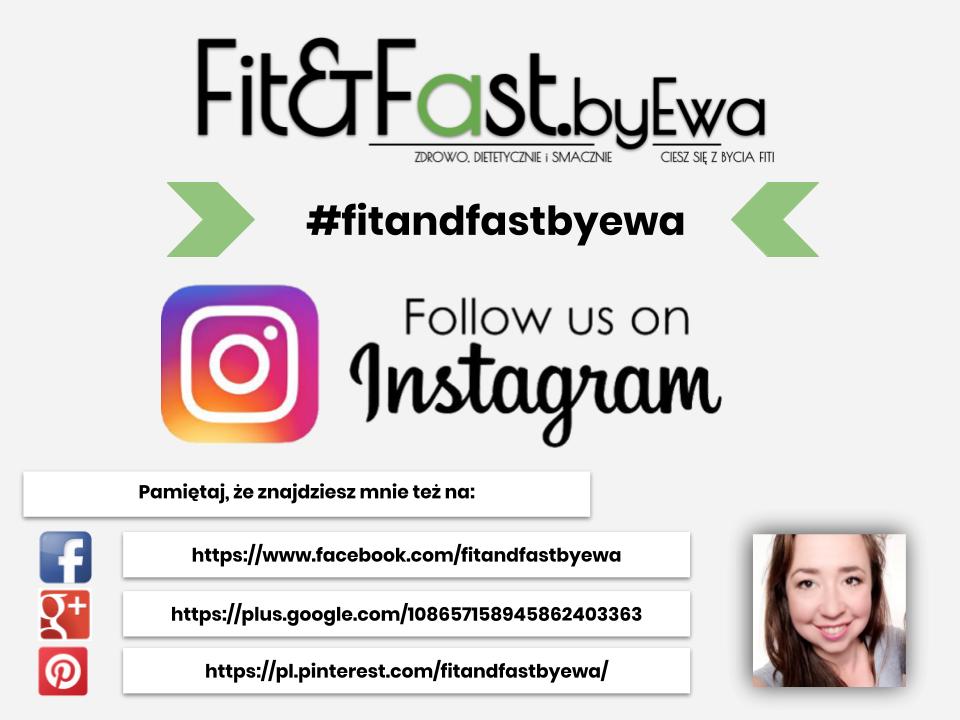 Fit&Fast.byEwa
ZDROWO, DIETETYCZNIE i SMACZNIE CIESZ SIĘ Z BYCIA FIT!
#fitandfastbyewa
Follow us on
Instagram
Pamiętaj, że znajdziesz mnie też na:
https://www.facebook.com/fitandfastbyewa
https://plus.google.com/108657158945862403363
https://pl.pinterest.com/fitandfastbyewa/